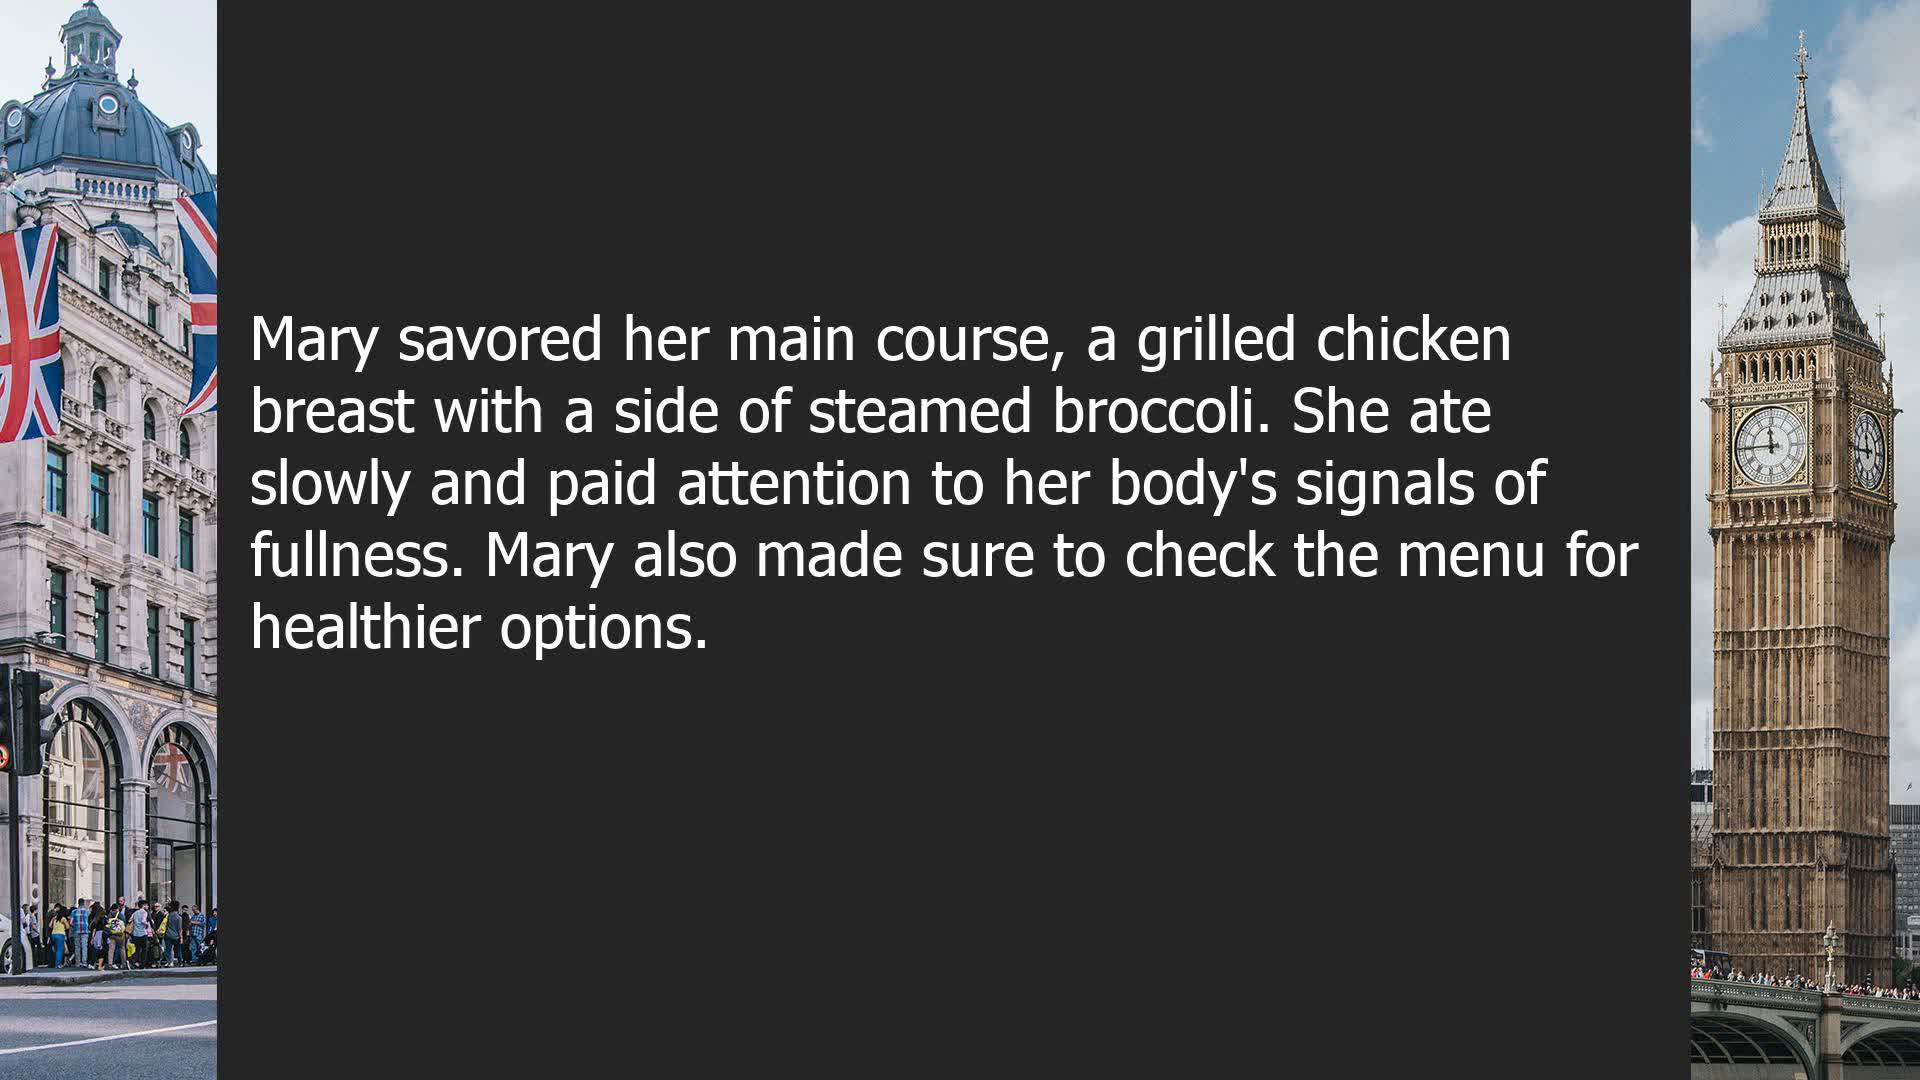 Mary savored her main course, a grilled chicken
breast with a side of steamed broccoli. She ate
slowly and paid attention to her body's signals of
fullness. Mary also made sure to check the menu for
healthier options.